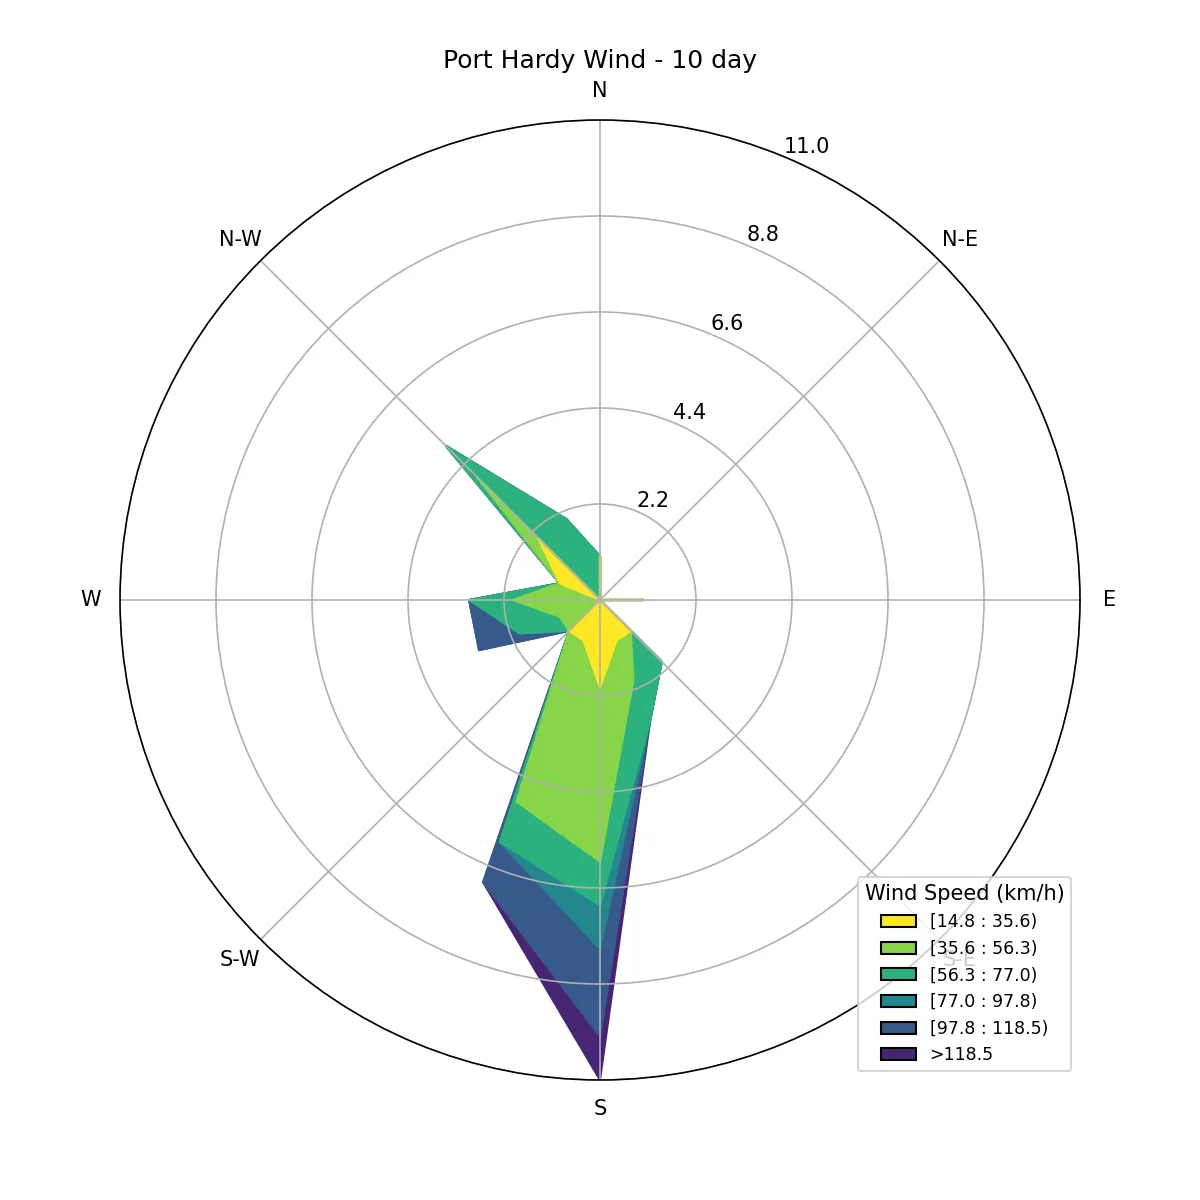 Port Hardy Wind - 10 day
N
11.0
8.8
N-W
N-E
6.6
4.4
2.2
W
E
Wind Speed (km/h)
[14.8 : 35.6)
[35.6 : 56.3)
S-W
S-E
[56.3 : 77.0)
[77.0 : 97.8)
[97.8 : 118.5)
>118.5
S